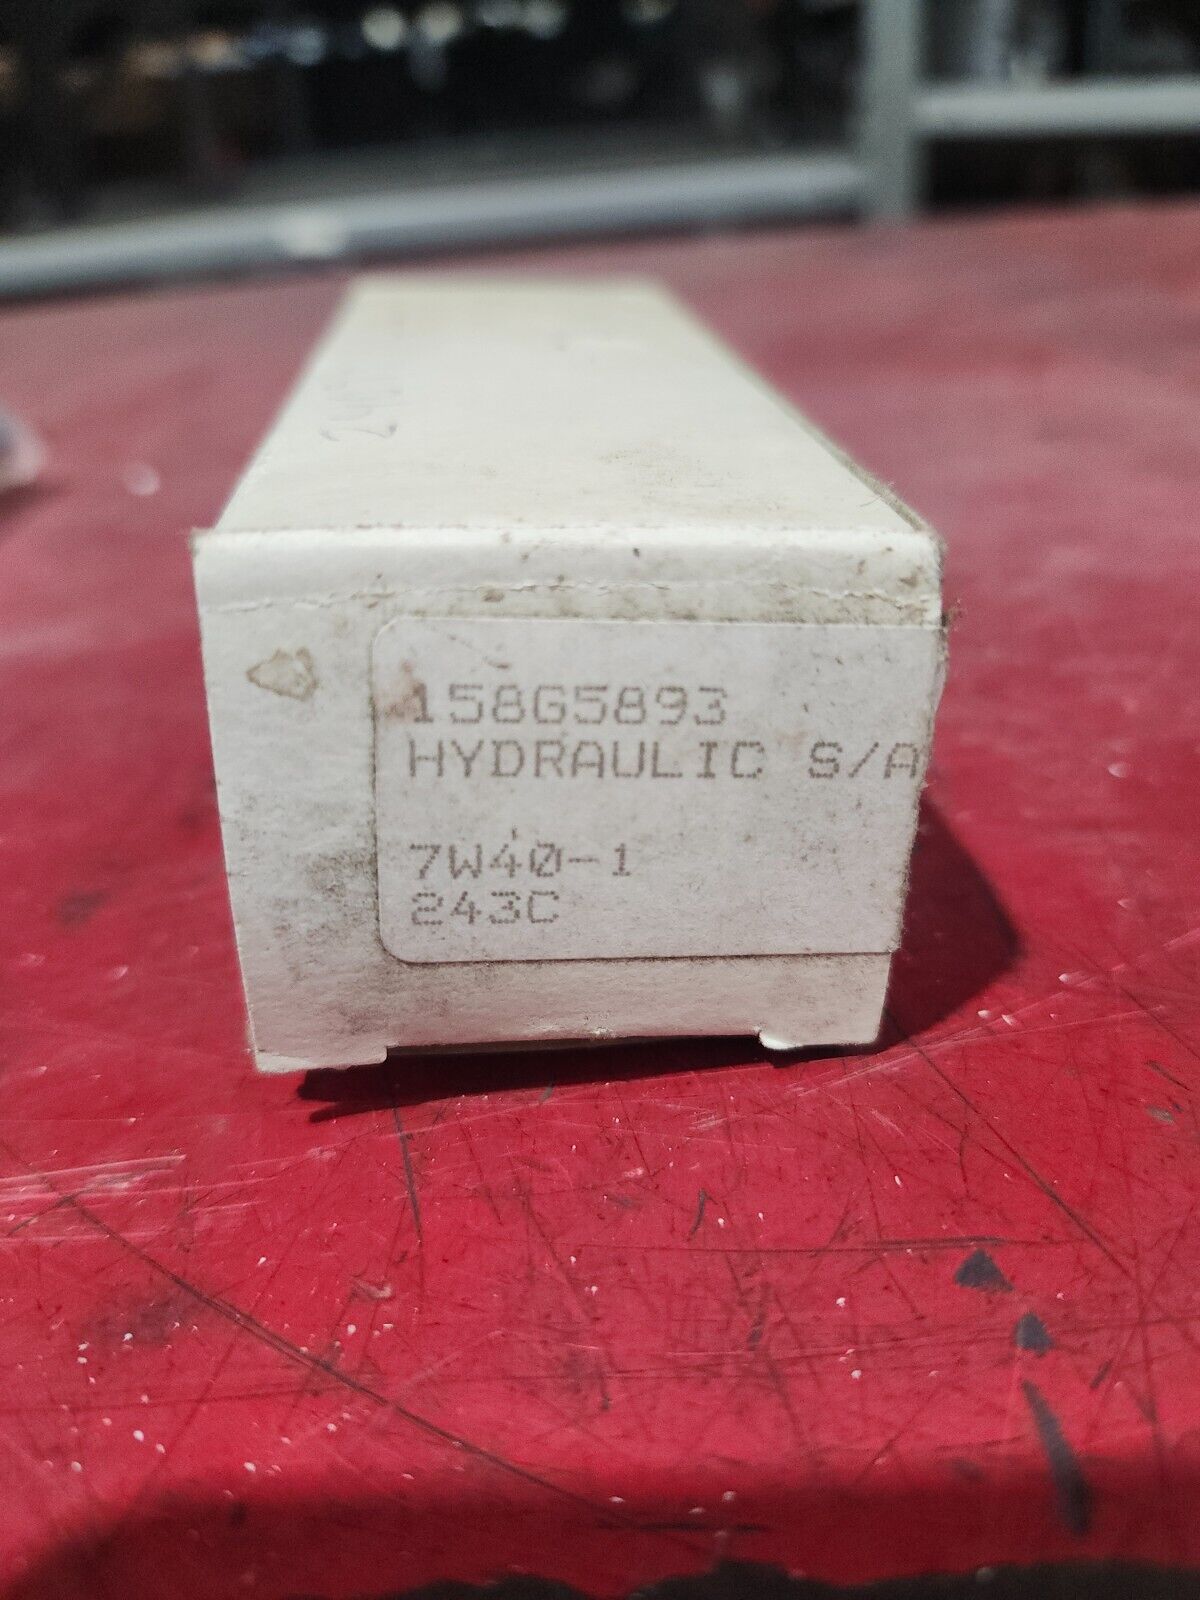 158G5893
HYDRAULIC S/A
7W40-1
243C